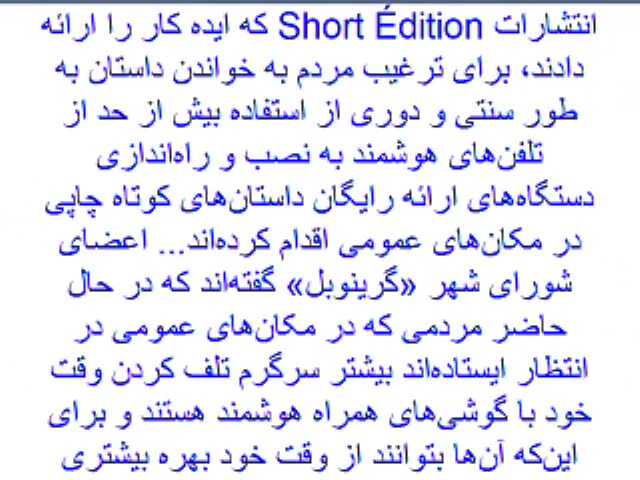 انتشارات Short Édition که ایده کار را ارائه
دادند، برای ترغیب مردم به خواندن داستان به
طور سنتی و دوری از استفاده بیش از حد از
تلفن‌های هوشمند به نصب و راه‌اندازی
دستگاه‌های ارائه رایگان داستان‌های کوتاه چاپی
در مکان‌های عمومی اقدام کرده‌اند... اعضای
شورای شهر «گرینوبل» گفته‌اند که در حال
حاضر مردمی که در مکان‌های عمومی در
انتظار ایستاده‌اند بیشتر سرگرم تلف کردن وقت
خود با گوشی‌های همراه هوشمند هستند و برای
این‌که آن‌ها بتوانند از وقت خود بهره بیشتری